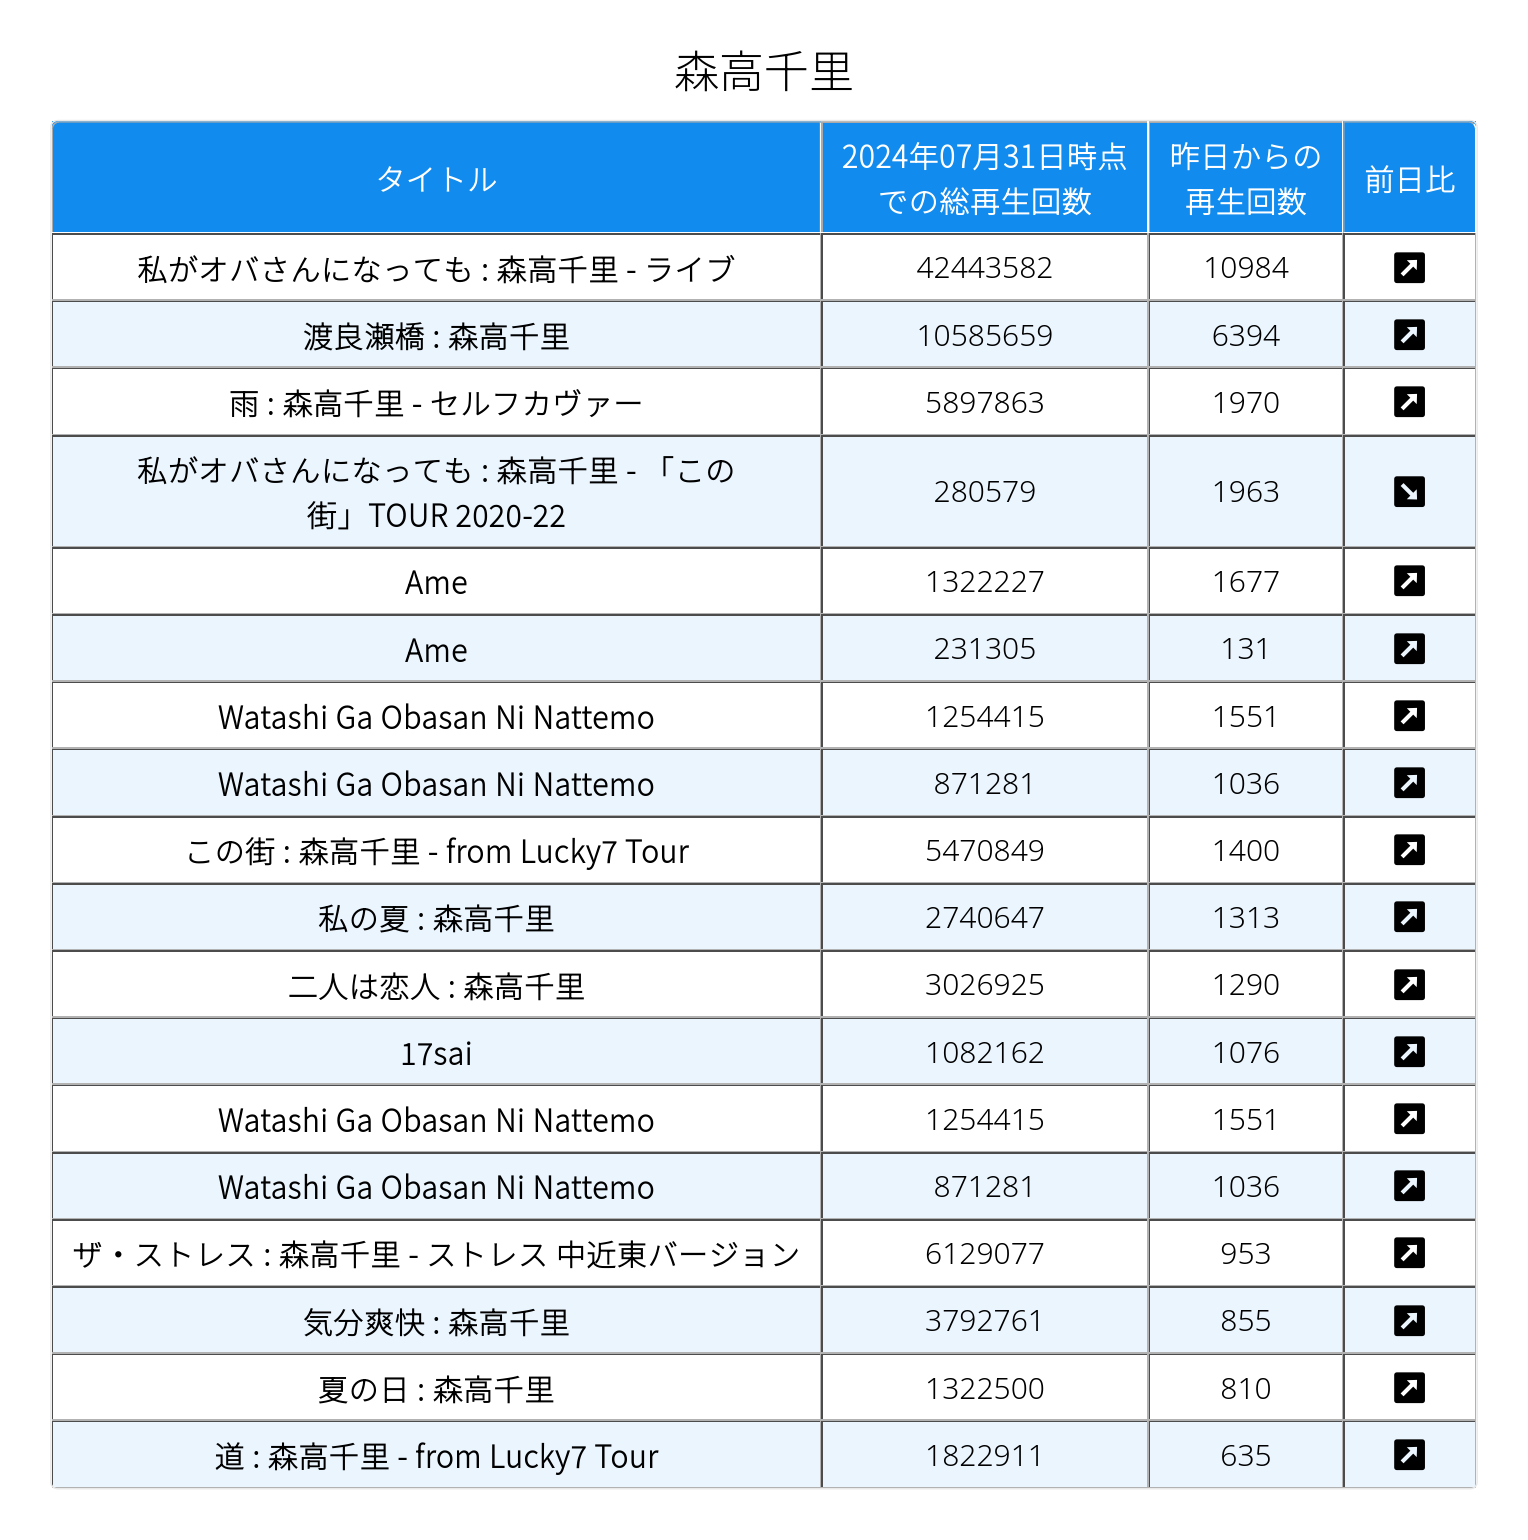 森高千里
タイトル
2024年07月31日時点
での総再生回数
昨日からの
再生回数
前日比
私がオバさんになっても : 森高千里 - ライブ 42443582 10984
渡良瀬橋 : 森高千里 10585659 6394
雨 : 森高千里 - セルフカヴァー 5897863 1970
私がオバさんになっても : 森高千里 - 「この
街」TOUR 2020-22 280579 1963
Ame 1322227 1677
Ame 231305 131
Watashi Ga Obasan Ni Nattemo 1254415 1551
Watashi Ga Obasan Ni Nattemo 871281 1036
この街 : 森高千里 - from Lucky7 Tour 5470849 1400
私の夏 : 森高千里 2740647 1313
二人は恋人 : 森高千里 3026925 1290
17sai 1082162 1076
Watashi Ga Obasan Ni Nattemo 1254415 1551
Watashi Ga Obasan Ni Nattemo 871281 1036
ザ・ストレス : 森高千里 - ストレス 中近東バージョン 6129077 953
気分爽快 : 森高千里 3792761 855
夏の日 : 森高千里 1322500 810
道 : 森高千里 - from Lucky7 Tour 1822911 635